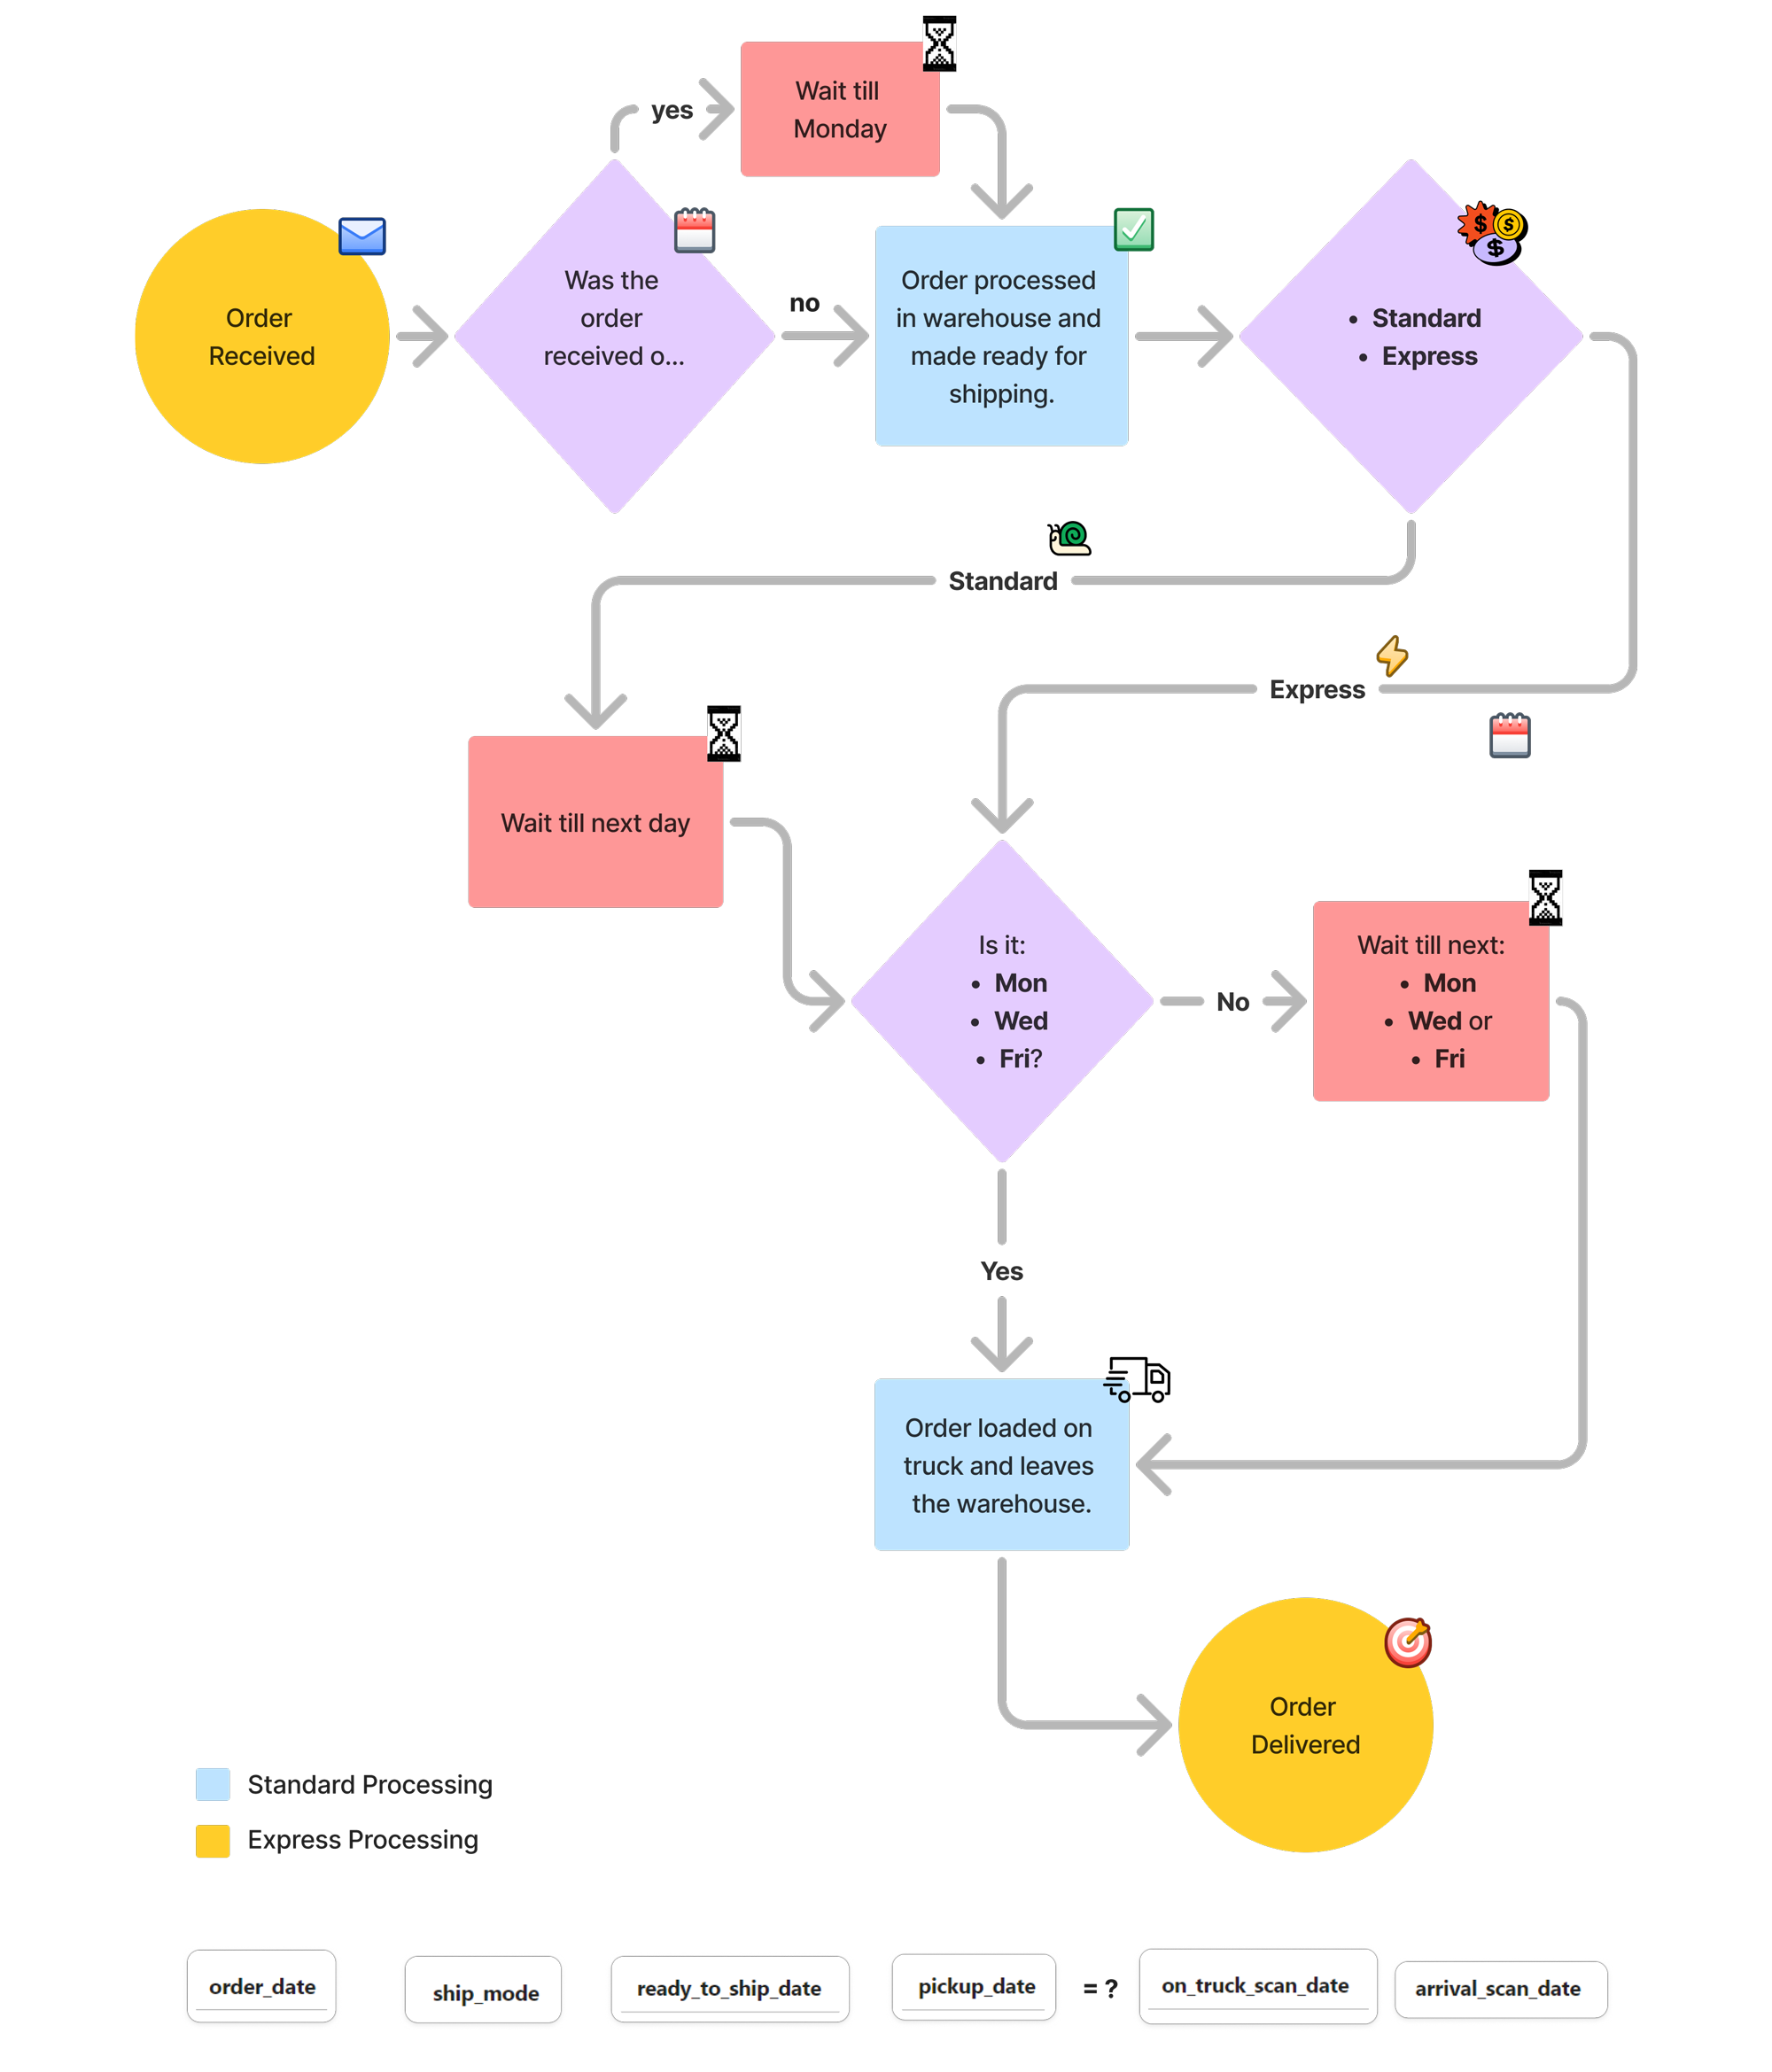 yes
Wait till
Monday
Order
Received
Was the
order
received o...
no
Order processed
in warehouse and
made ready for
shipping.
• Standard
• Express
Standard
Express
Wait till next day
Is it:
• Mon
• Wed
• Fri?
No
Wait till next:
• Mon
• Wed or
• Fri
Yes
Order loaded on
truck and leaves
the warehouse.
Order
Delivered
Standard Processing
Express Processing
order_date
ship_mode
ready_to_ship_date
pickup_date
= ?
on_truck_scan_date
arrival_scan_date